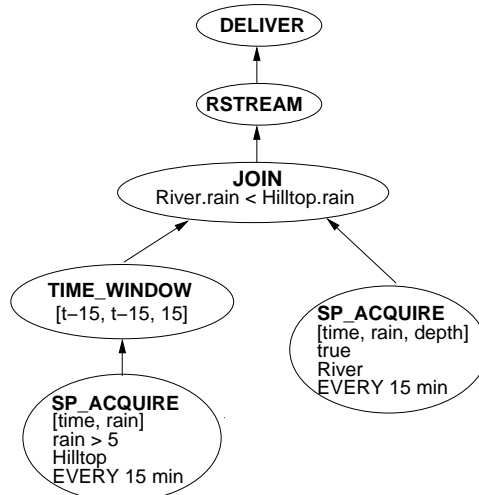 DELIVER
RSTREAM
JOIN
River.rain < Hilltop.rain
TIME_WINDOW
[t–15, t–15, 15]
SP_ACQUIRE
[time, rain, depth]
true
River
EVERY 15 min
SP_ACQUIRE
[time, rain]
rain > 5
Hilltop
EVERY 15 min